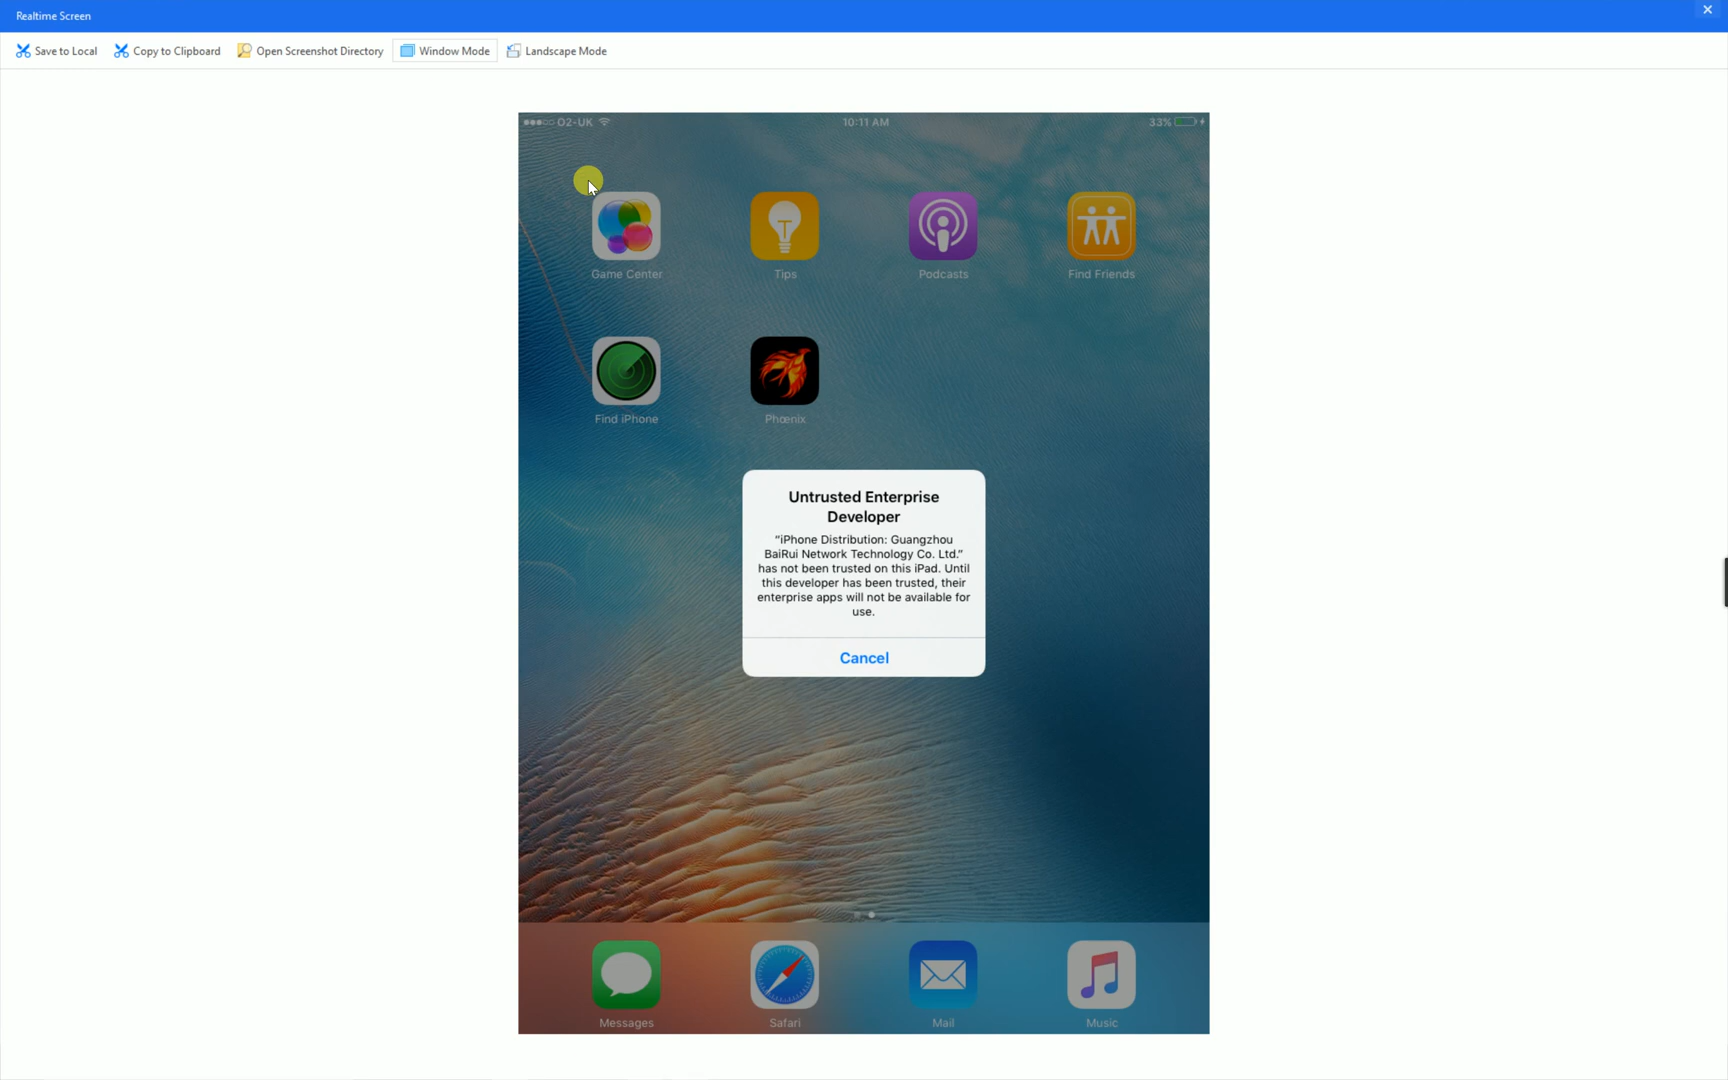 Realtime Screen
Save to Local Copy to Clipboard Open Screenshot Directory Window Mode Landscape Mode
O2-UK 10:11 AM 33%
Game Center Tips Podcasts Find Friends
Find iPhone Phœnix
Untrusted Enterprise
Developer
“iPhone Distribution: Guangzhou
BaiRui Network Technology Co. Ltd.”
has not been trusted on this iPad. Until
this developer has been trusted, their
enterprise apps will not be available for
use.
Cancel
Messages Safari Mail Music